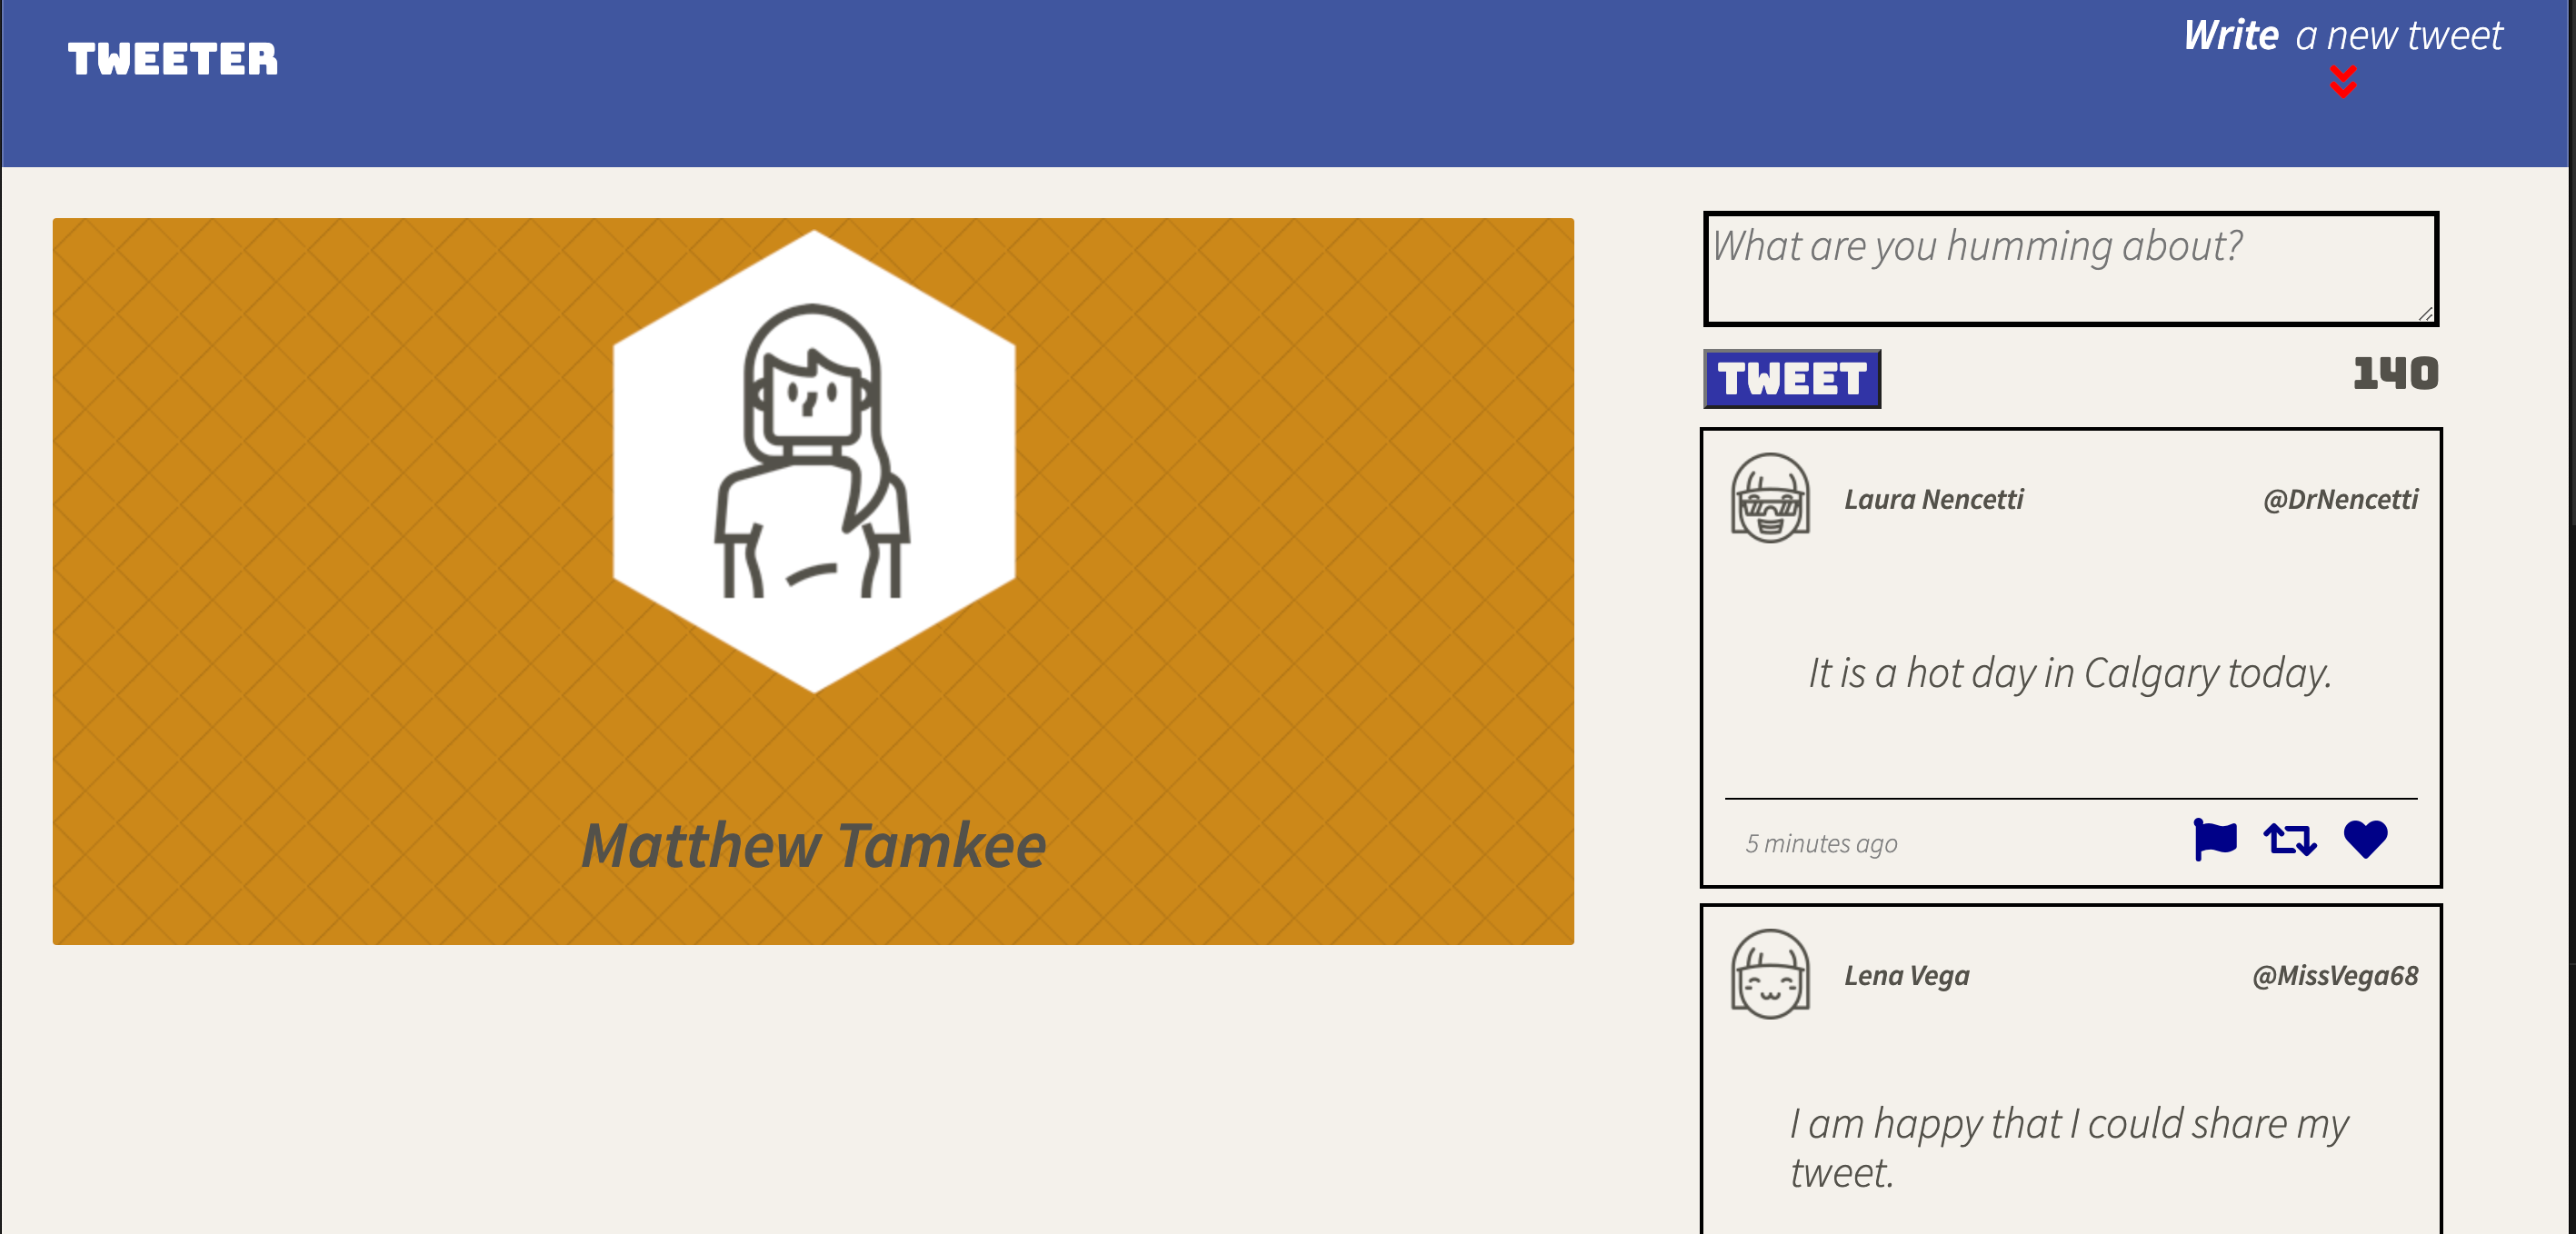 TWEETER
Write a new tweet
Matthew Tamkee
What are you humming about?
TWEET
140
Laura Nencetti
@DrNencetti
It is a hot day in Calgary today.
5 minutes ago
Lena Vega
@MissVega68
I am happy that I could share my
tweet.